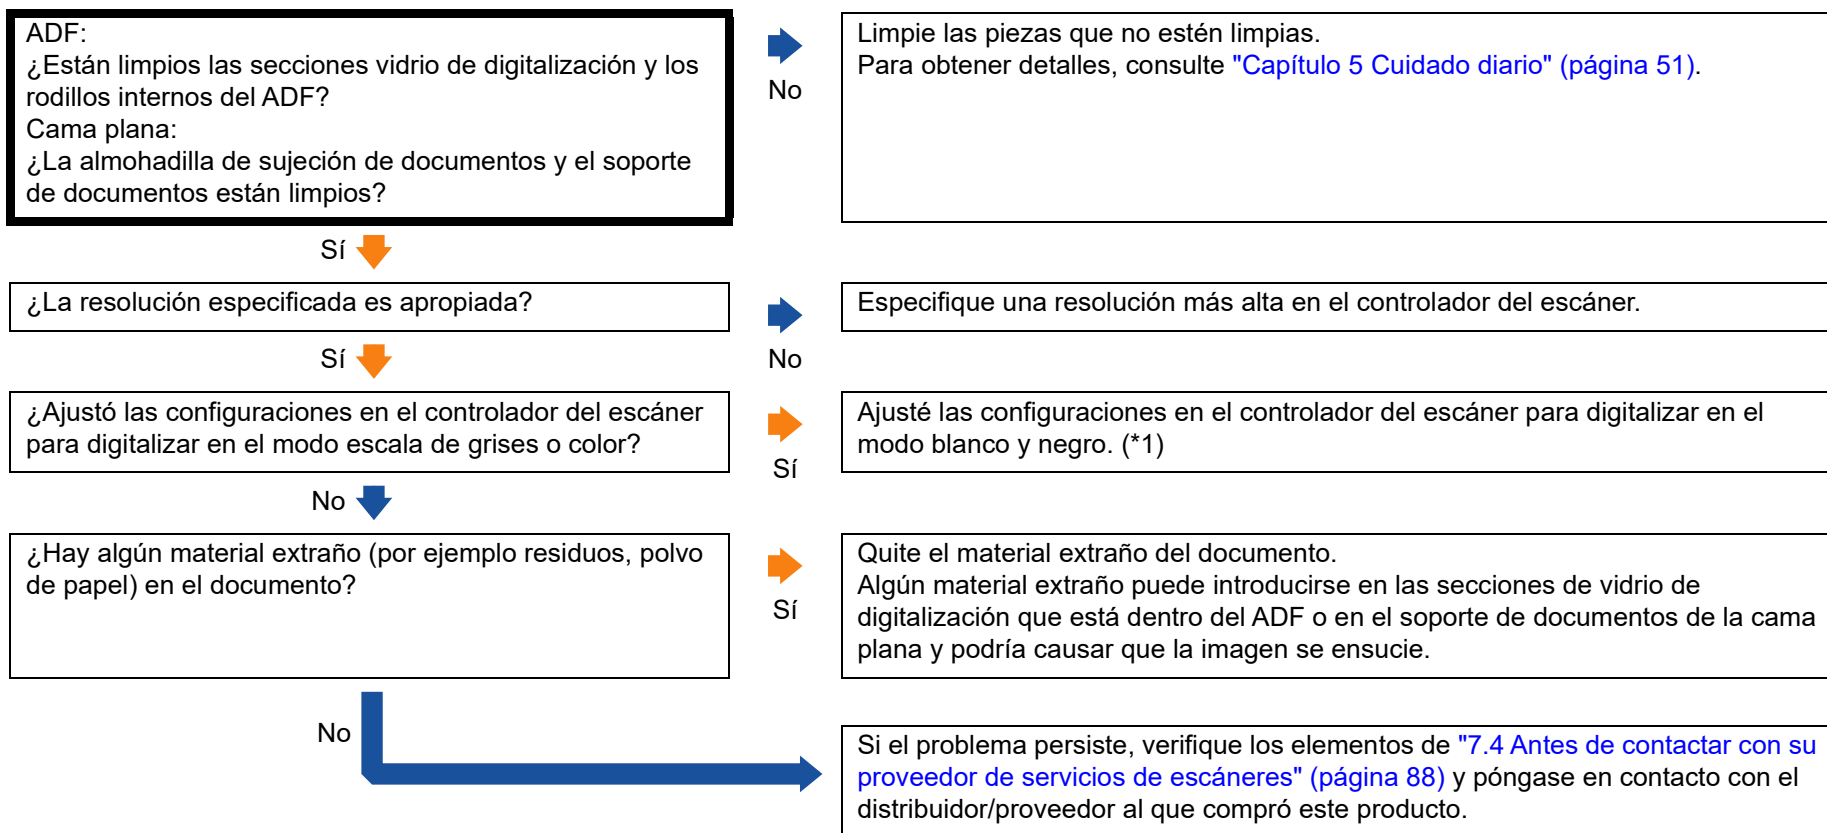 ADF:
¿Están limpios las secciones vidrio de digitalización y los
rodillos internos del ADF?
Cama plana:
¿La almohadilla de sujeción de documentos y el soporte
de documentos están limpios?
No
Limpie las piezas que no estén limpias.
Para obtener detalles, consulte "Capítulo 5 Cuidado diario" (página 51).
Sí
¿La resolución especificada es apropiada?
No
Especifique una resolución más alta en el controlador del escáner.
Sí
¿Ajustó las configuraciones en el controlador del escáner
para digitalizar en el modo escala de grises o color?
Sí
Ajusté las configuraciones en el controlador del escáner para digitalizar en el
modo blanco y negro. (*1)
No
¿Hay algún material extraño (por ejemplo residuos, polvo
de papel) en el documento?
Sí
Quite el material extraño del documento.
Algún material extraño puede introducirse en las secciones de vidrio de
digitalización que está dentro del ADF o en el soporte de documentos de la cama
plana y podría causar que la imagen se ensucie.
No
Si el problema persiste, verifique los elementos de "7.4 Antes de contactar con su
proveedor de servicios de escáneres" (página 88) y póngase en contacto con el
distribuidor/proveedor al que compró este producto.